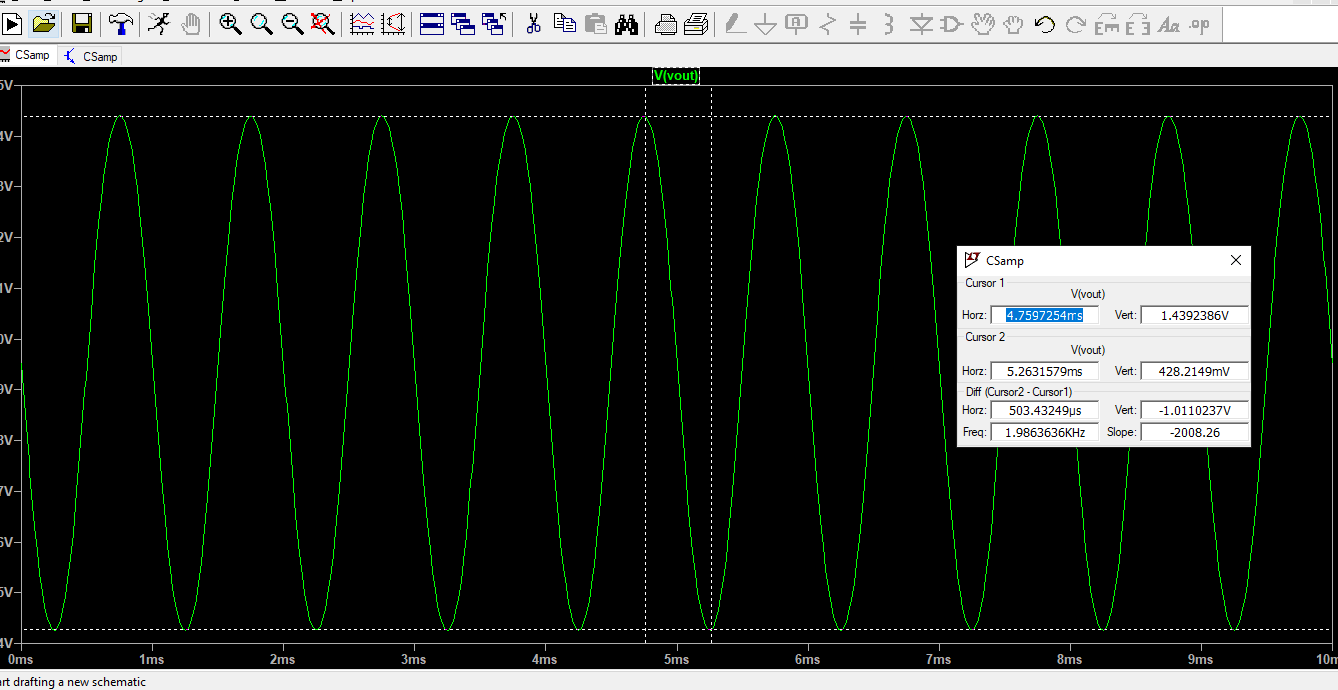 .op
CSamp
CSamp
V(vout)
5V
4V
3V
2V
1V
0V
9V
8V
7V
6V
5V
4V
0ms 1ms 2ms 3ms 4ms 5ms 6ms 7ms 8ms 9ms 10m
CSamp
Cursor 1
V(vout)
Horz: 4.7597254ms Vert: 1.4392386V
Cursor 2
V(vout)
Horz: 5.2631579ms Vert: 428.2149mV
Diff (Cursor2 - Cursor1)
Horz: 503.43249µs Vert: -1.0110237V
Freq: 1.9863636KHz Slope: -2008.26
rt drafting a new schematic